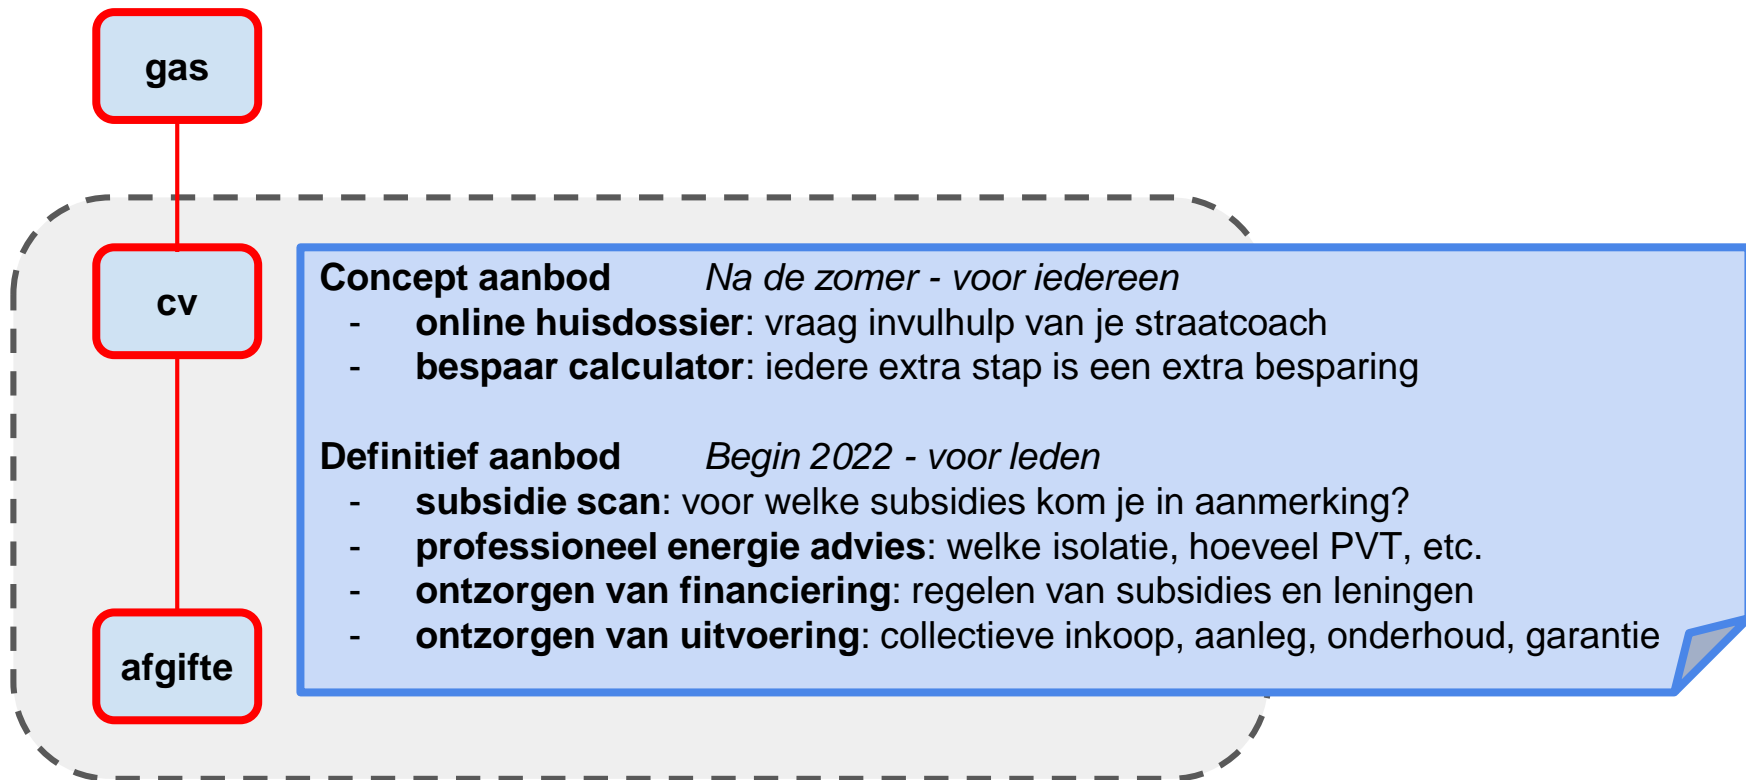 gas
cv
afgifte
Concept aanbod Na de zomer - voor iedereen
- online huisdossier: vraag invulhulp van je straatcoach
- bespaar calculator: iedere extra stap is een extra besparing
Definitief aanbod Begin 2022 - voor leden
- subsidie scan: voor welke subsidies kom je in aanmerking?
- professioneel energie advies: welke isolatie, hoeveel PVT, etc.
- ontzorgen van financiering: regelen van subsidies en leningen
- ontzorgen van uitvoering: collectieve inkoop, aanleg, onderhoud, garantie